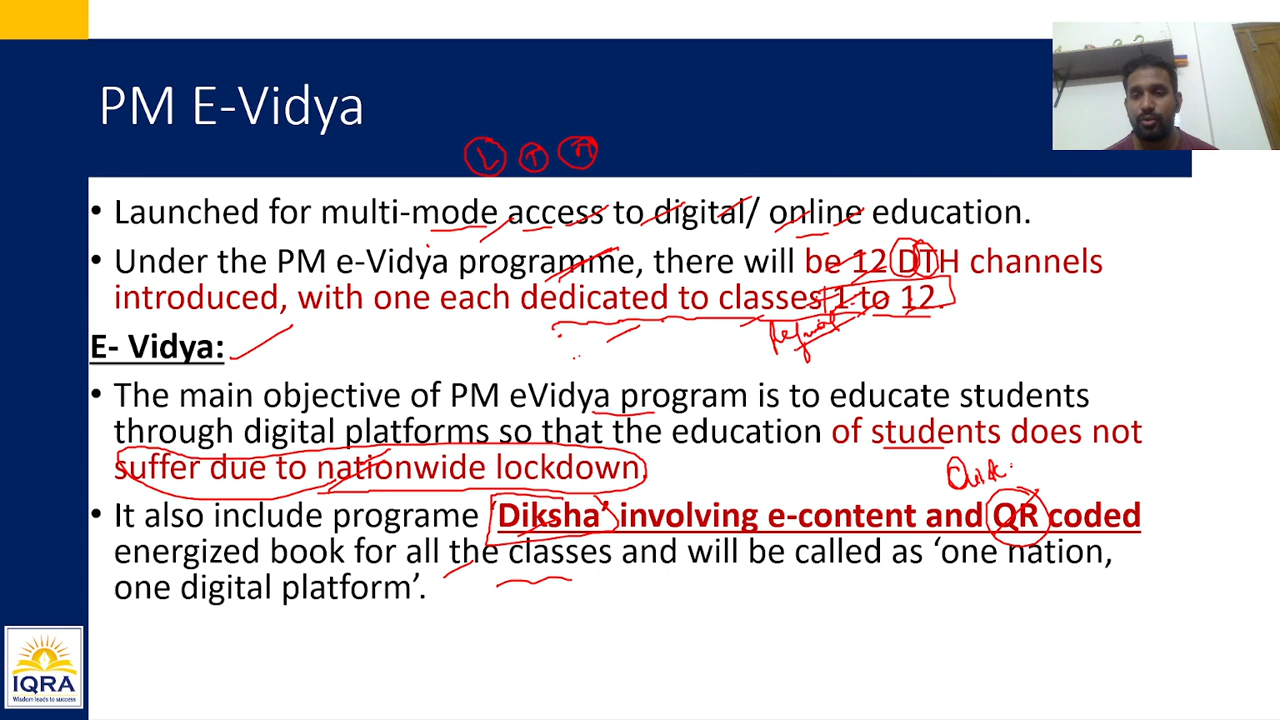 PM E-Vidya
L T
• Launched for multi-mode access to digital/ online education.
• Under the PM e-Vidya programme, there will be 12 DTH channels
introduced, with one each dedicated to classes 1 to 12.
E- Vidya:
• The main objective of PM eVidya program is to educate students
through digital platforms so that the education of students does not
suffer due to nationwide lockdown.
• It also include programe ‘Diksha’ involving e-content and QR coded
energized book for all the classes and will be called as ‘one nation,
one digital platform’.
IQRA
Wisdom leads to success